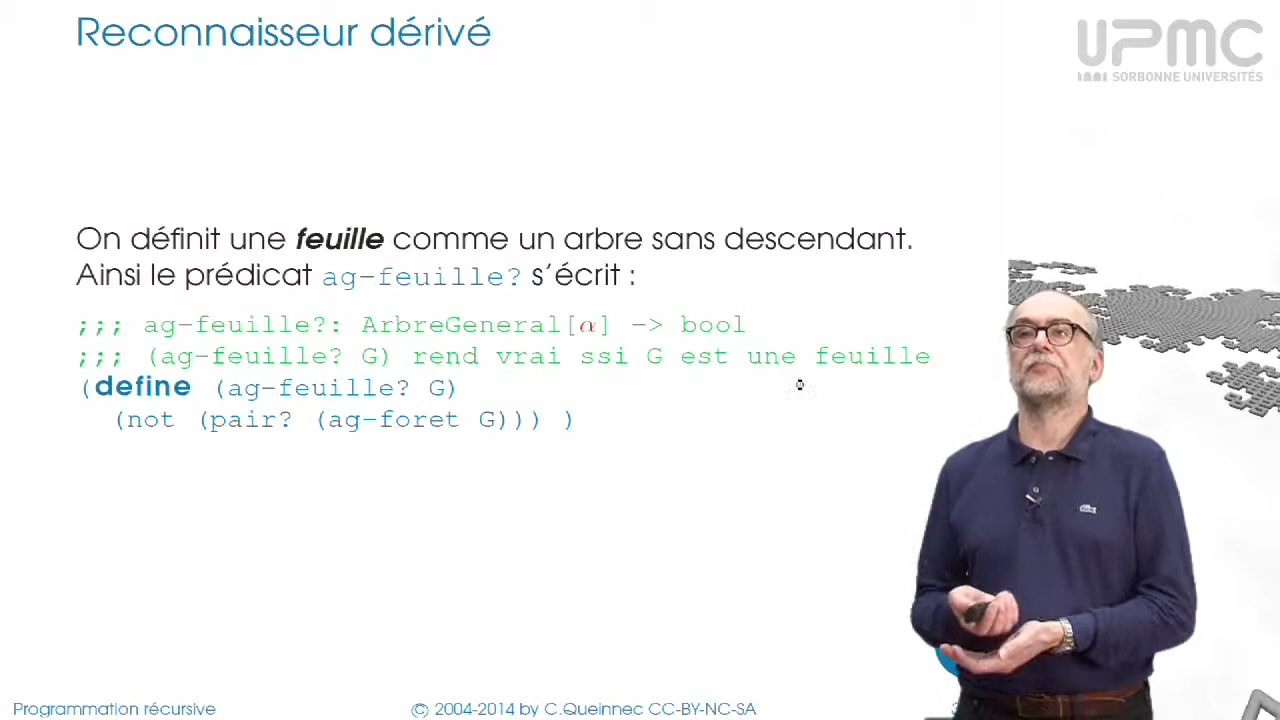 Reconnaisseur dérivé
UPMC
SORBONNE UNIVERSITÉS
On définit une feuille comme un arbre sans descendant.
Ainsi le prédicat ag-feuille? s'écrit :
;;; ag-feuille?: ArbreGeneral[α] -> bool
;;; (ag-feuille? G) rend vrai ssi G est une feuille
(define (ag-feuille? G)
(not (pair? (ag-foret G))) )
Programmation récursive
© 2004-2014 by C.Queinnec CC-BY-NC-SA